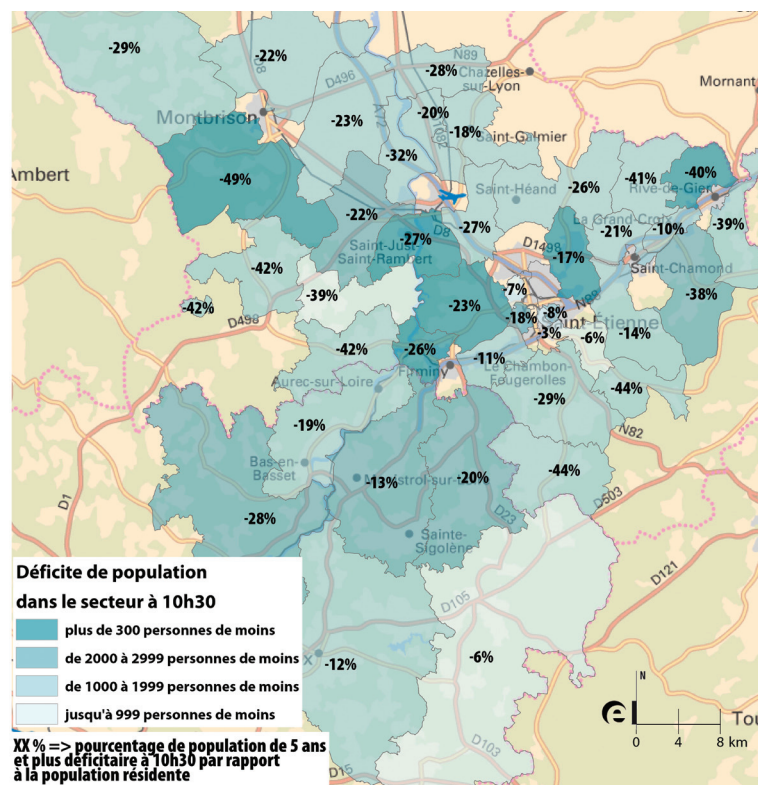 -29%
-22%
N89
-28%
Chazelles-
sur-Lyon
D8
D496
A72
Mornant
Montbrison
-23%
-20%
1082
-18%
Saint-Galmier
-32%
Ambert
-49%
-26%
-41%
-40%
Rive-de-Gier
Saint-Héand
-22%
-27%
D8
-27%
La Grand-Croix
-21%
-10%
-39%
Saint-Just-
Saint-Rambert
D1498
-17%
Saint-Chamond
-42%
-39%
-7%
N88
-38%
-42%
D498
-23%
-18%
-8%
Saint-Étienne
-3%
-6%
-14%
-42%
-26%
Firminy
-11%
Le Chambon-
Feugerolles
Aurec-sur-Loire
-29%
-44%
-19%
N82
Bas-en-
Basset
-44%
D1
-13%
-20%
D503
-28%
D23
Sainte-
Sigolène
D121
D105
-6%
-12%
D103
D15
Déficite de population
dans le secteur à 10h30
plus de 300 personnes de moins
de 2000 à 2999 personnes de moins
de 1000 à 1999 personnes de moins
jusqu'à 999 personnes de moins
XX % => pourcentage de population de 5 ans
et plus déficitaire à 10h30 par rapport
à la population résidente
N
0 4 8 km